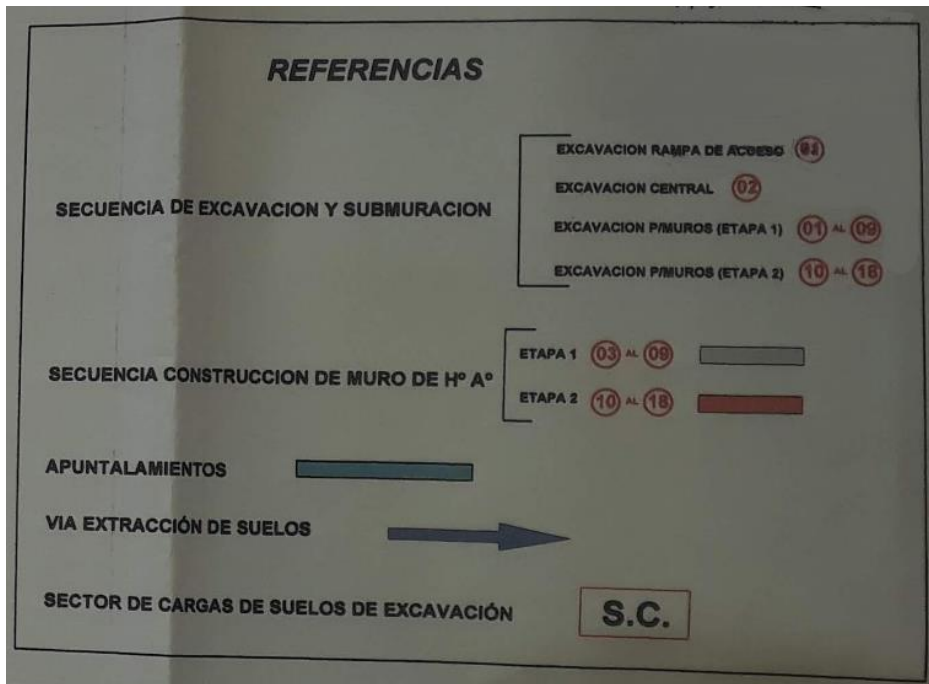 REFERENCIAS
EXCAVACION RAMPA DE ACCESO
EXCAVACION CENTRAL 02
SECUENCIA DE EXCAVACION Y SUBMURACION
EXCAVACION P/MUROS (ETAPA 1) 01 AL 09
EXCAVACION P/MUROS (ETAPA 2) 10 AL 18
ETAPA 1 03 AL 09
SECUENCIA CONSTRUCCION DE MURO DE Hº Aº
ETAPA 2 10 AL 18
APUNTALAMIENTOS
VIA EXTRACCIÓN DE SUELOS
SECTOR DE CARGAS DE SUELOS DE EXCAVACIÓN S.C.